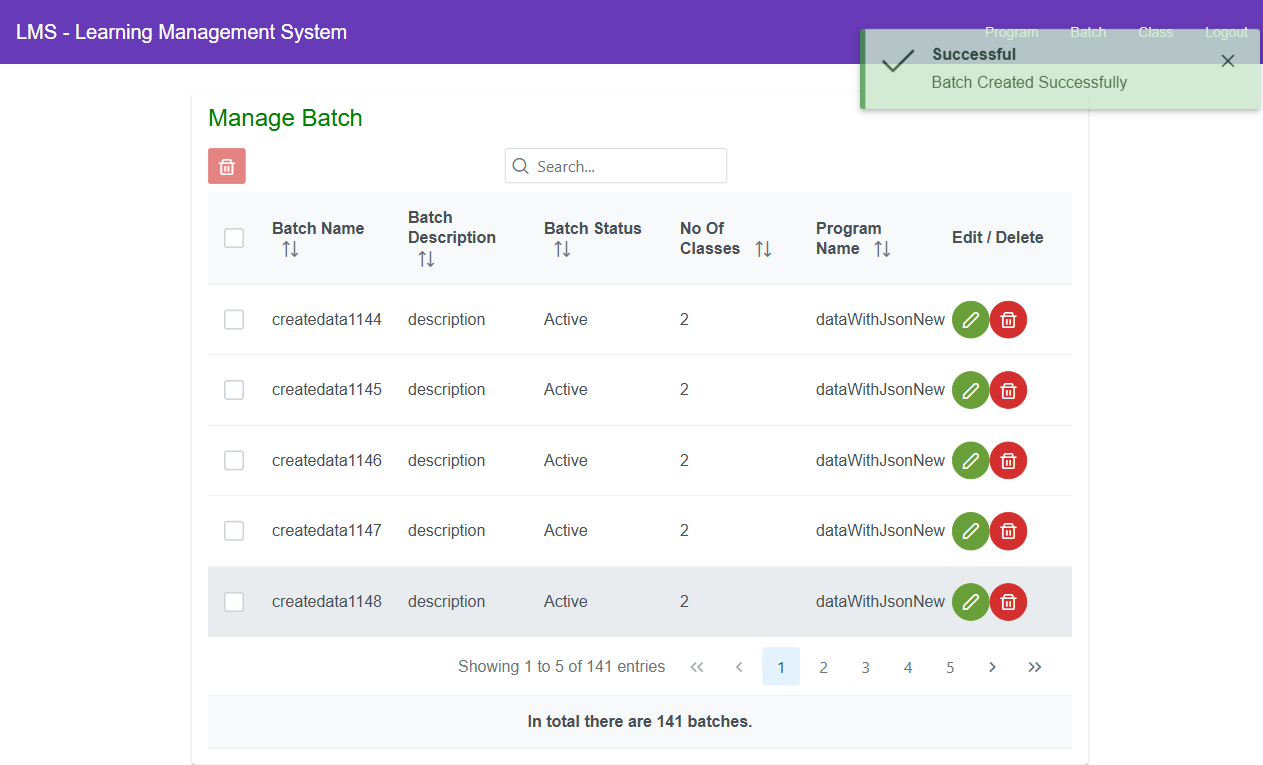 LMS - Learning Management System
Program Batch Class Logout
Successful
Batch Created Successfully
Manage Batch
Search...
Batch Name
Batch Description
Batch Status
No Of Classes
Program Name
Edit / Delete
createdata1144 description Active 2 dataWithJsonNew
createdata1145 description Active 2 dataWithJsonNew
createdata1146 description Active 2 dataWithJsonNew
createdata1147 description Active 2 dataWithJsonNew
createdata1148 description Active 2 dataWithJsonNew
Showing 1 to 5 of 141 entries « ‹ 1 2 3 4 5 › »
In total there are 141 batches.